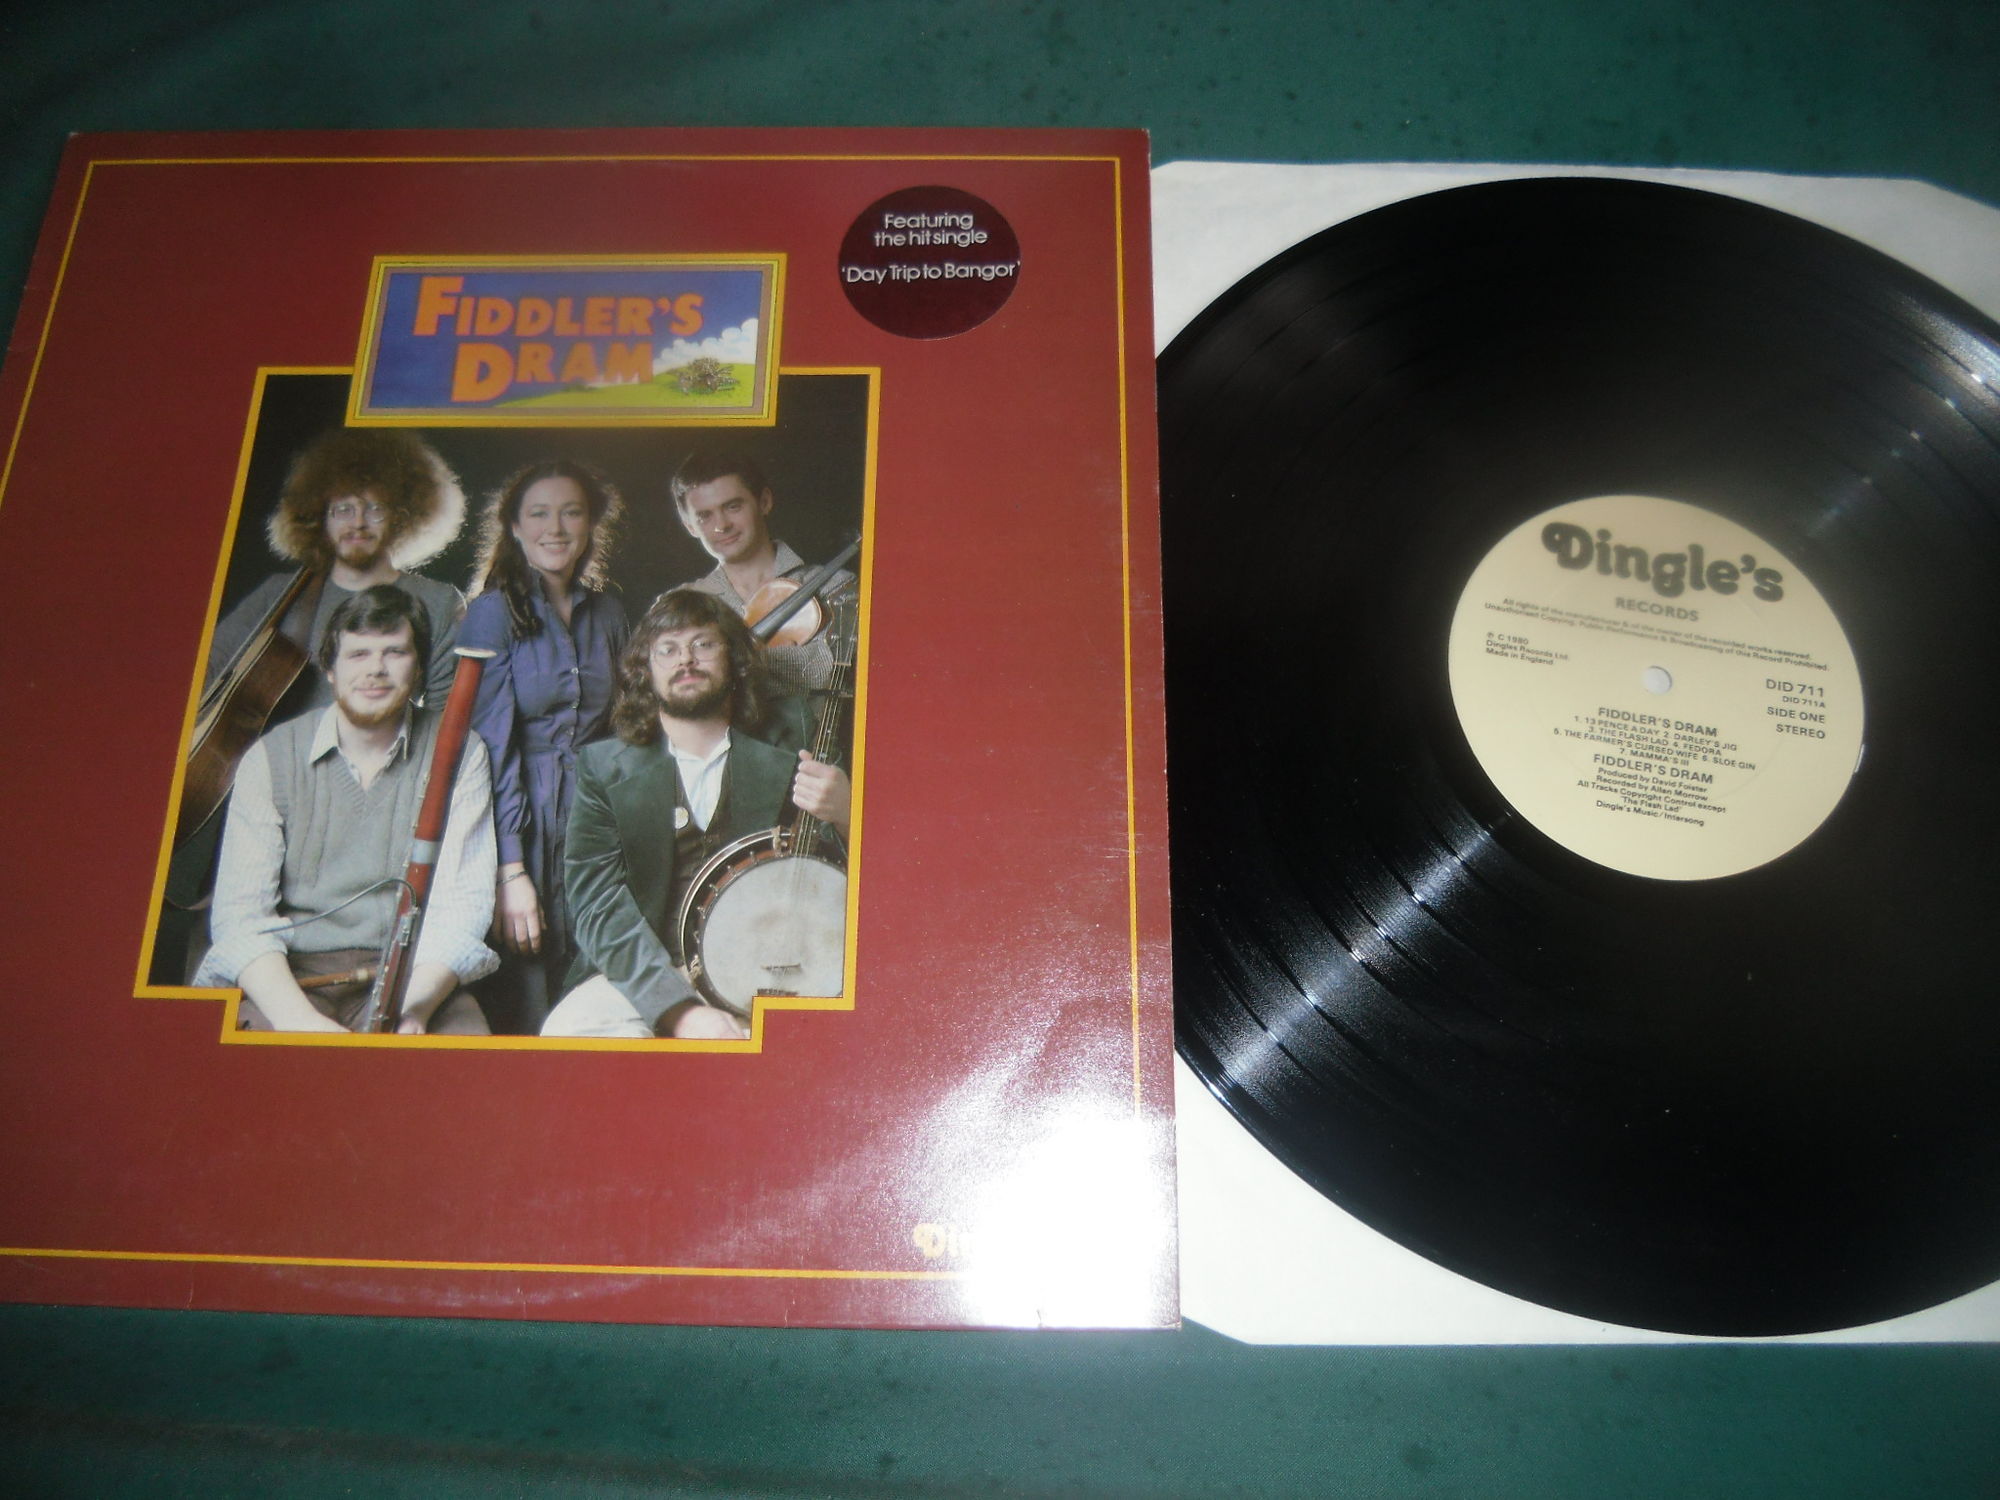 Featuring
the hit single
'Day Trip to Bangor'
FIDDLER'S
DRAM
Dingle's
RECORDS
All rights of the manufacturer & of the owner of the recorded works reserved.
Unauthorised Copying, Public Performance & Broadcasting of this Record Prohibited.
℗ C 1980
Dingles Records Ltd.
Made in England
DID 711
DID 711A
SIDE ONE
STEREO
FIDDLER'S DRAM
1. 13 PENCE A DAY 2. DARLEY'S JIG
3. THE FLASH LAD 4. FEDORA
5. THE FARMER'S CURSED WIFE 6. SLOE GIN
7. MAMMA'S III
FIDDLER'S DRAM
Produced by David Foister
Recorded by Allan Morrow
All Tracks Copyright Control except
'The Flash Lad'
Dingle's Music/Intersong